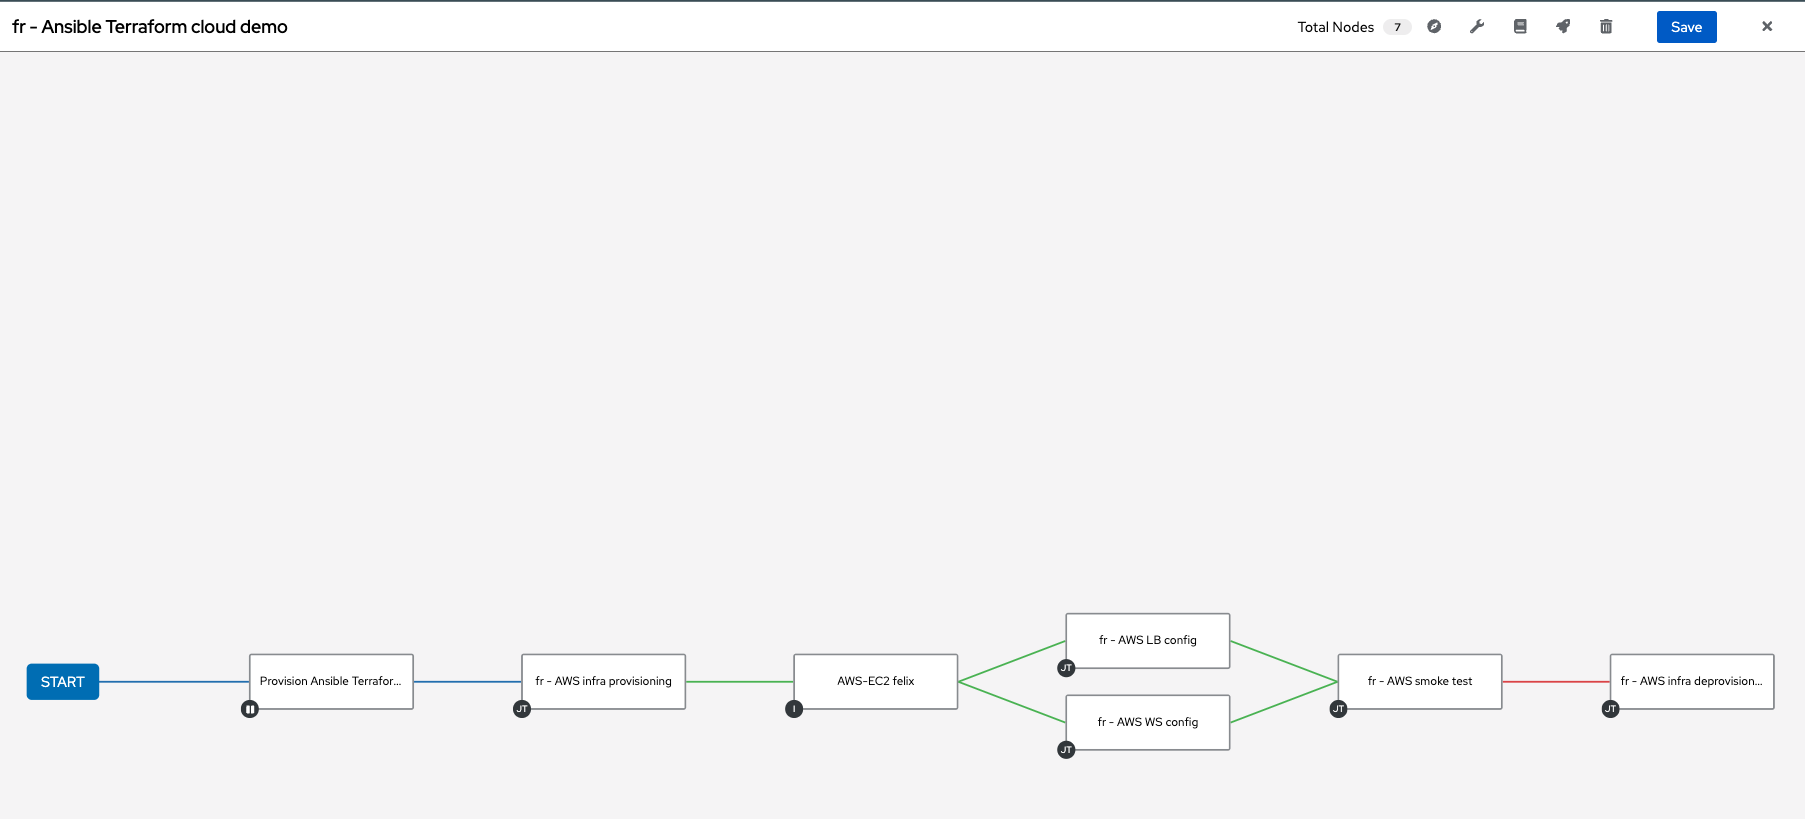 fr - Ansible Terraform cloud demo
Total Nodes 7
Save
START
Provision Ansible Terrafor...
fr - AWS infra provisioning
JT
AWS-EC2 felix
I
fr - AWS LB config
JT
fr - AWS WS config
JT
fr - AWS smoke test
JT
fr - AWS infra deprovision...
JT